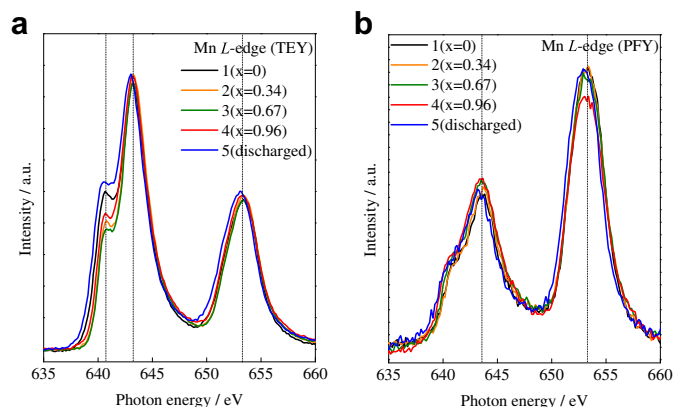 a
Mn L-edge (TEY)
1(x=0)
2(x=0.34)
3(x=0.67)
4(x=0.96)
5(discharged)
Intensity / a.u.
635 640 645 650 655 660
Photon energy / eV
b
Mn L-edge (PFY)
1(x=0)
2(x=0.34)
3(x=0.67)
4(x=0.96)
5(discharged)
Intensity / a.u.
635 640 645 650 655 660
Photon energy / eV